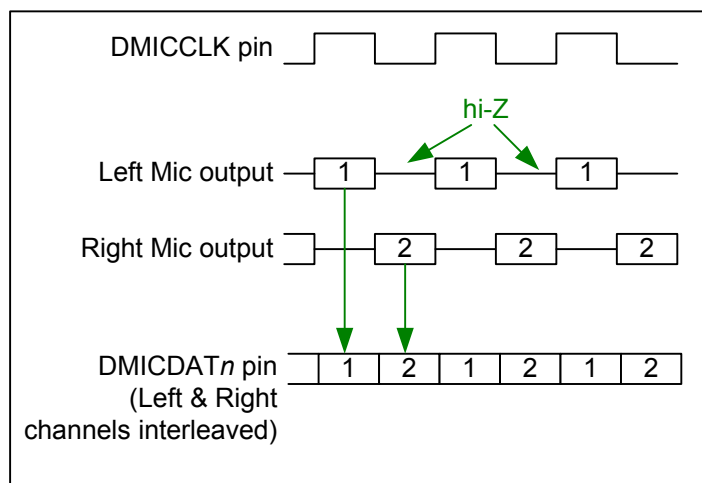 DMICCLK pin
hi-Z
Left Mic output
1 1 1
Right Mic output
2 2 2
DMICDATn pin
(Left & Right
channels interleaved)
1 2 1 2 1 2